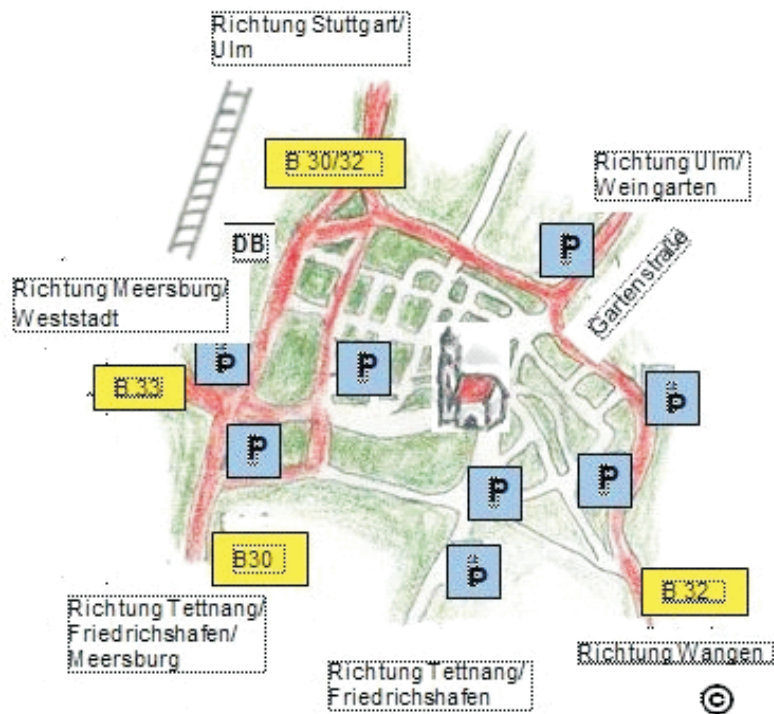 Richtung Stuttgart/
Ulm
B 30/32
Richtung Ulm/
Weingarten
P
DB
Gartenstraße
Richtung Meersburg/
Weststadt
P
P
B 33
P
P
P
P
B30
P
B 32
Richtung Tettnang/
Friedrichshafen/
Meersburg
Richtung Tettnang/
Friedrichshafen
Richtung Wangen
©